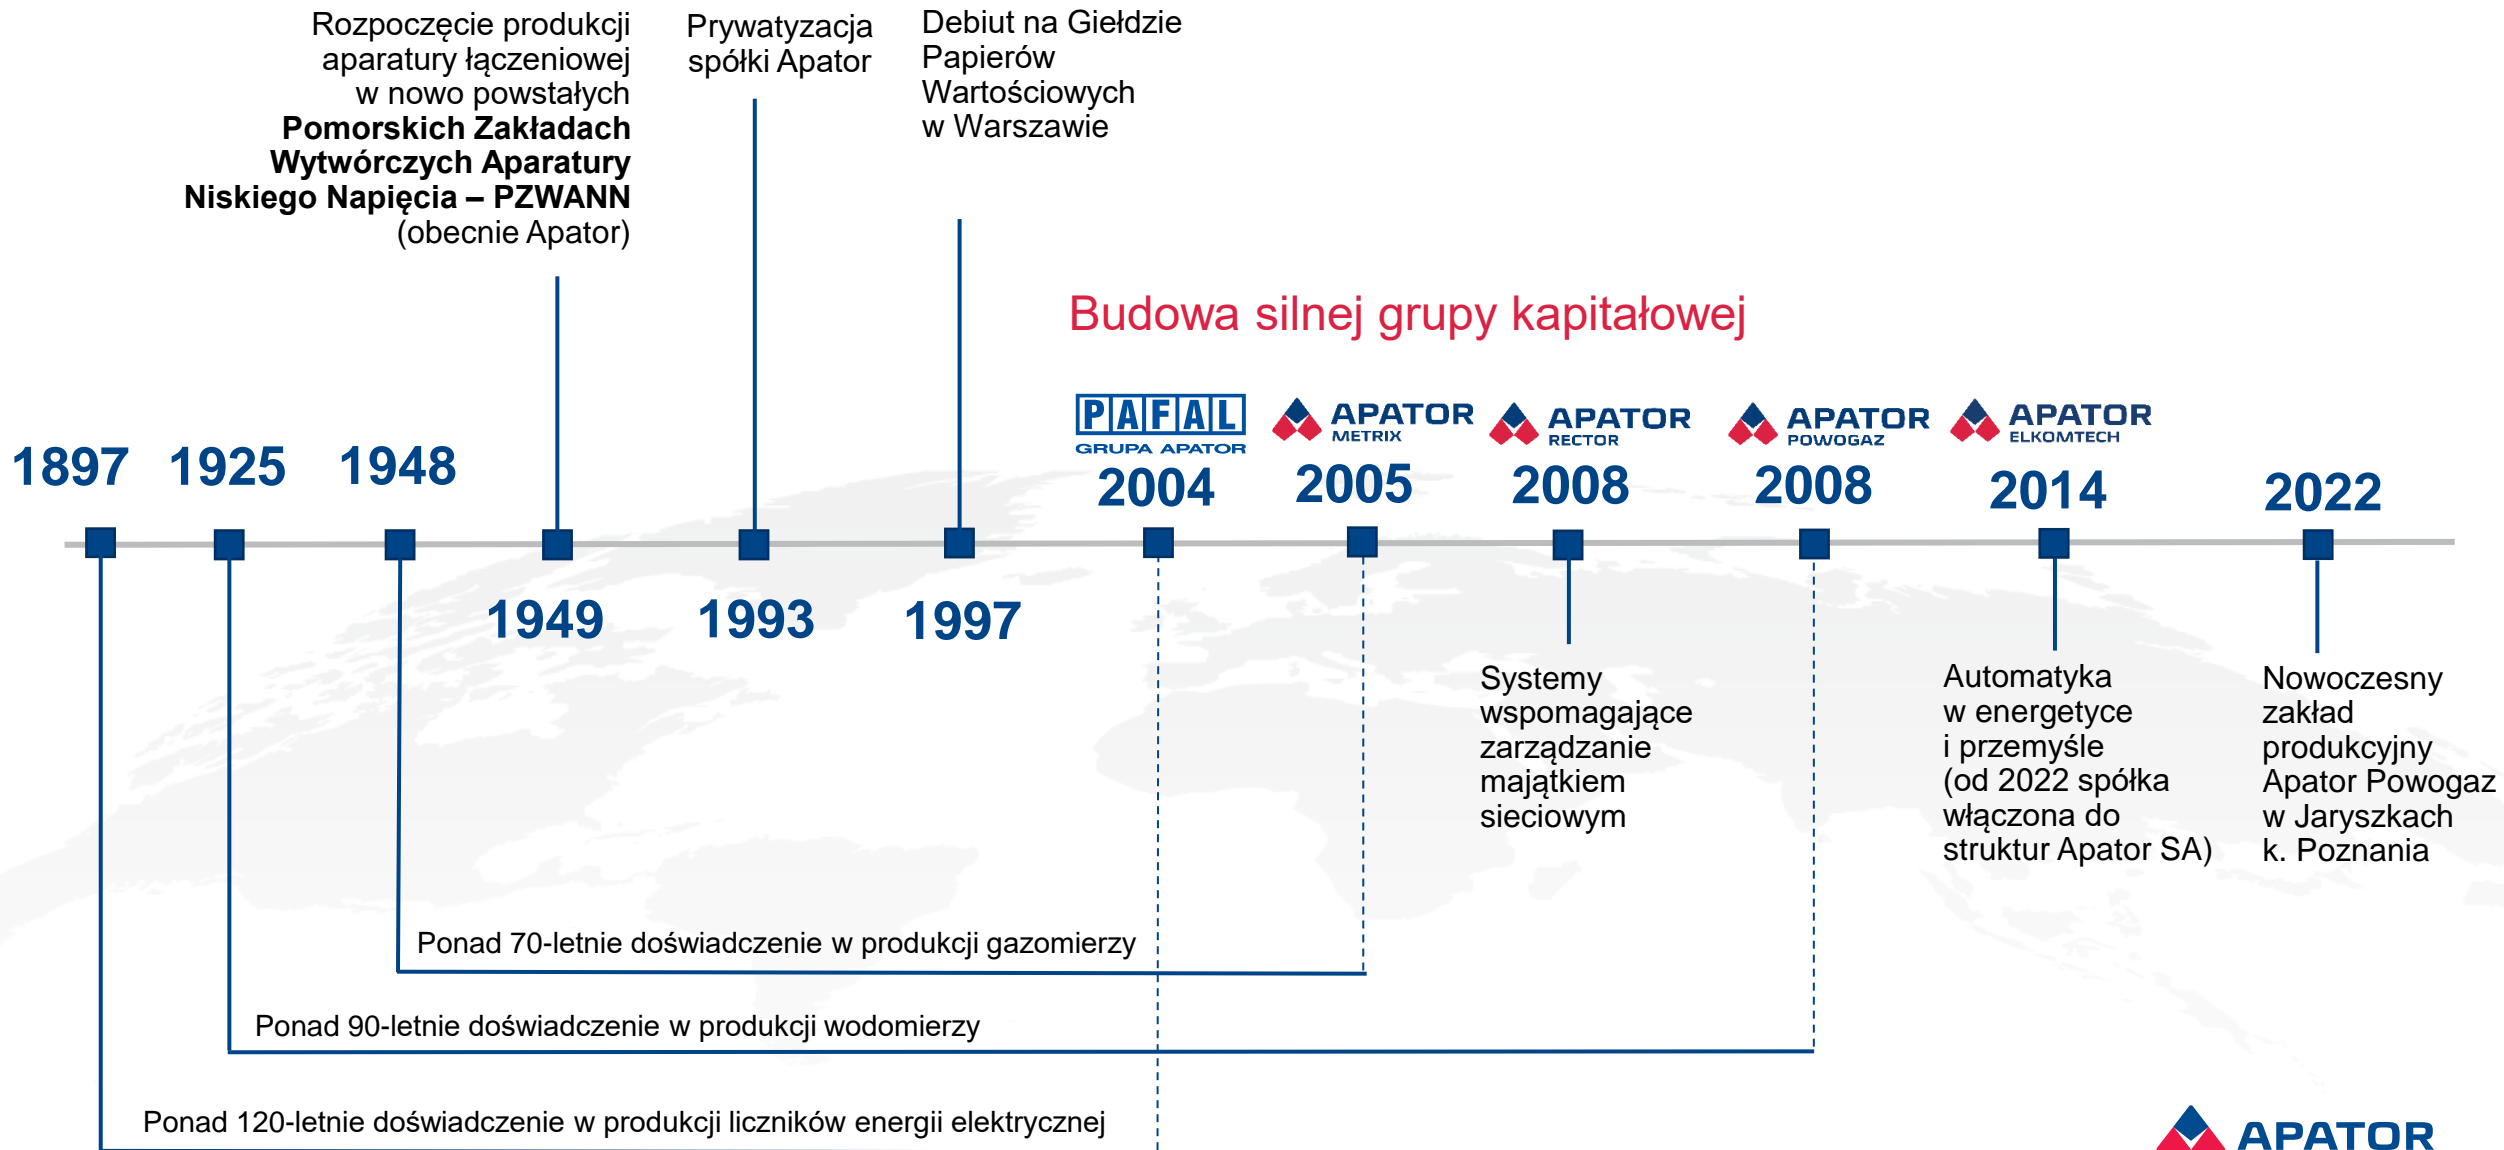 Rozpoczęcie produkcji
aparatury łączeniowej
w nowo powstałych
Pomorskich Zakładach
Wytwórczych Aparatury
Niskiego Napięcia – PZWANN
(obecnie Apator)
Prywatyzacja
spółki Apator
Debiut na Giełdzie
Papierów
Wartościowych
w Warszawie
Budowa silnej grupy kapitałowej
PAFAL
GRUPA APATOR
APATOR
METRIX
APATOR
RECTOR
APATOR
POWOGAZ
APATOR
ELKOMTECH
1897
1925
1948
2004
2005
2008
2008
2014
2022
1949
1993
1997
Systemy
wspomagające
zarządzanie
majątkiem
sieciowym
Automatyka
w energetyce
i przemyśle
(od 2022 spółka
włączona do
struktur Apator SA)
Nowoczesny
zakład
produkcyjny
Apator Powogaz
w Jaryszkach
k. Poznania
Ponad 70-letnie doświadczenie w produkcji gazomierzy
Ponad 90-letnie doświadczenie w produkcji wodomierzy
Ponad 120-letnie doświadczenie w produkcji liczników energii elektrycznej
APATOR